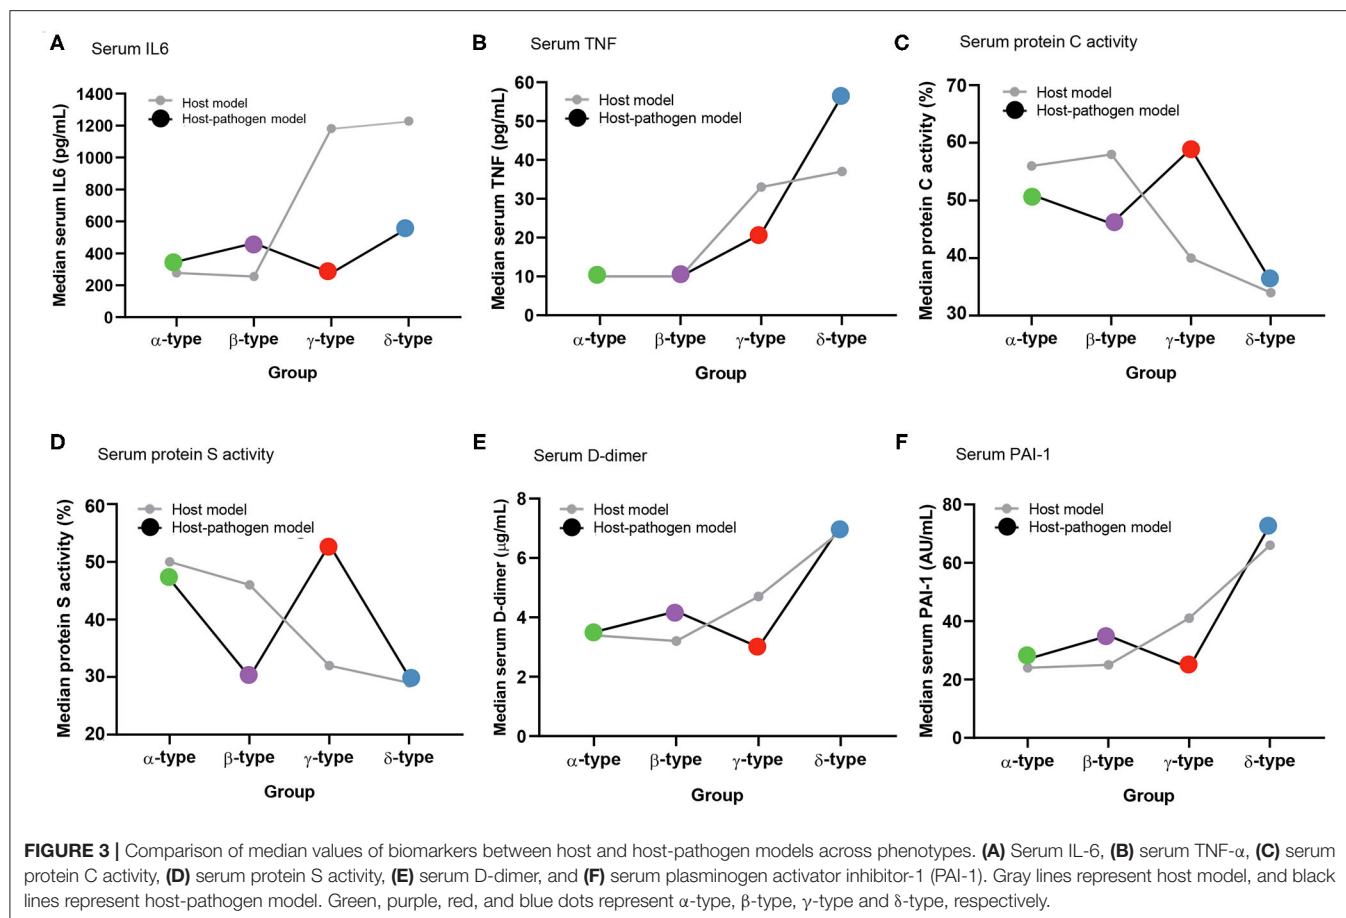 A
Serum IL6
1400
1200
1000
800
600
400
200
0
Median serum IL6 (pg/mL)
Host model
Host-pathogen model
α-type
β-type
γ-type
δ-type
Group
B
Serum TNF
60
50
40
30
20
10
0
Median serum TNF (pg/mL)
Host model
Host-pathogen model
α-type
β-type
γ-type
δ-type
Group
C
Serum protein C activity
70
60
50
40
30
Median protein C activity (%)
Host model
Host-pathogen model
α-type
β-type
γ-type
δ-type
Group
D
Serum protein S activity
60
50
40
30
20
Median protein S activity (%)
Host model
Host-pathogen model
α-type
β-type
γ-type
δ-type
Group
E
Serum D-dimer
8
6
4
2
0
Median serum D-dimer (µg/mL)
Host model
Host-pathogen model
α-type
β-type
γ-type
δ-type
Group
F
Serum PAI-1
80
60
40
20
0
Median serum PAI-1 (AU/mL)
Host model
Host-pathogen model
α-type
β-type
γ-type
δ-type
Group
FIGURE 3 | Comparison of median values of biomarkers between host and host-pathogen models across phenotypes. (A) Serum IL-6, (B) serum TNF-α, (C) serum
protein C activity, (D) serum protein S activity, (E) serum D-dimer, and (F) serum plasminogen activator inhibitor-1 (PAI-1). Gray lines represent host model, and black
lines represent host-pathogen model. Green, purple, red, and blue dots represent α-type, β-type, γ-type and δ-type, respectively.